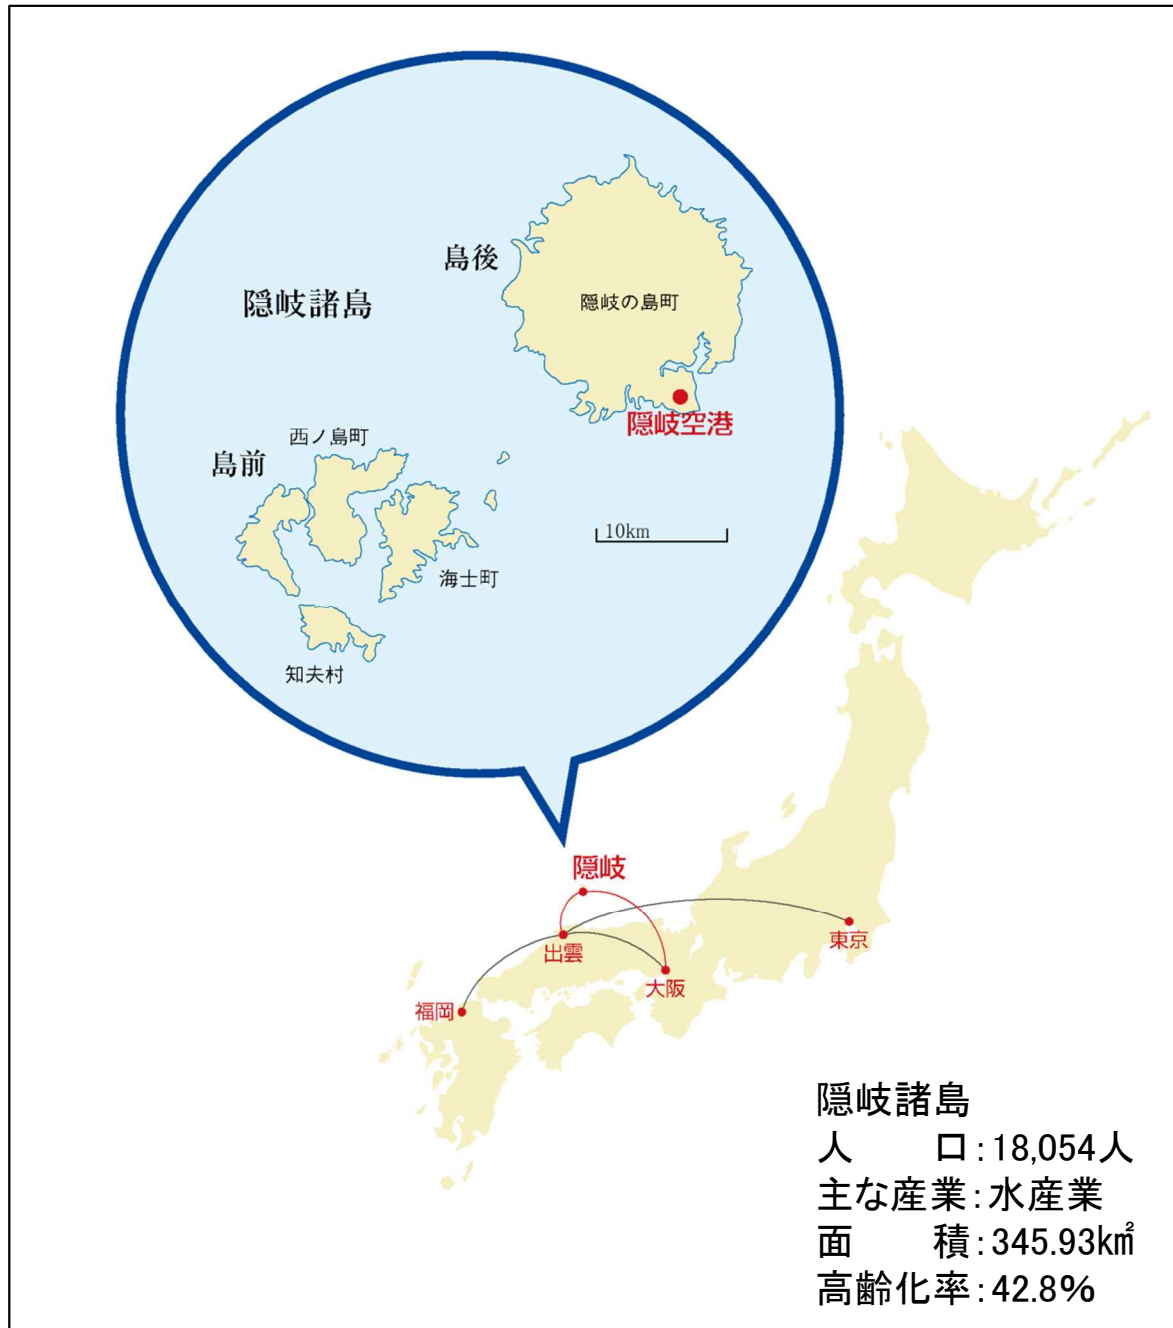 島後
隠岐諸島
隠岐の島町
隠岐空港
西ノ島町
島前
10km
海士町
知夫村
隠岐
出雲
東京
大阪
福岡
隠岐諸島
人　　口：18,054人
主な産業：水産業
面　　積：345.93k㎡
高齢化率：42.8%